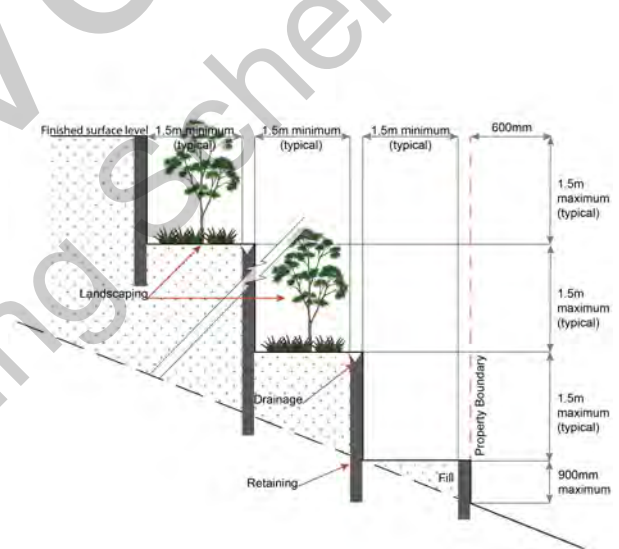 Finished surface level
1.5m minimum
(typical)
1.5m minimum
(typical)
1.5m minimum
(typical)
600mm
1.5m
maximum
(typical)
Landscaping
1.5m
maximum
(typical)
Drainage
Property Boundary
1.5m
maximum
(typical)
Retaining
Fill
900mm
maximum